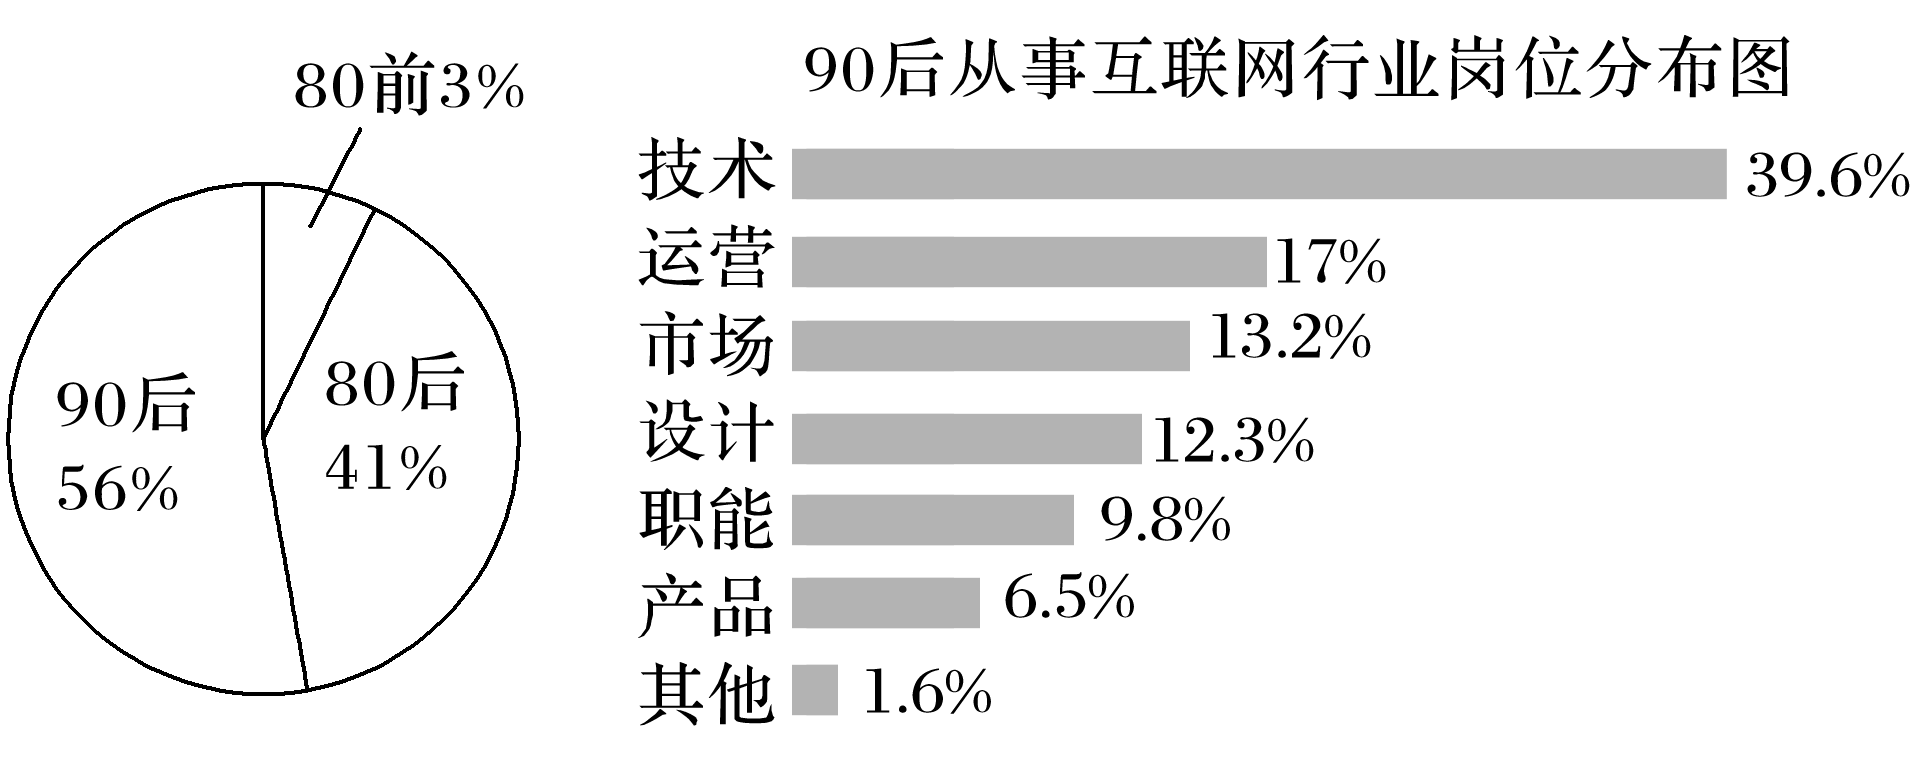 80前3%
90后
56%
80后
41%
90后从事互联网行业岗位分布图
技术 39.6%
运营 17%
市场 13.2%
设计 12.3%
职能 9.8%
产品 6.5%
其他 1.6%